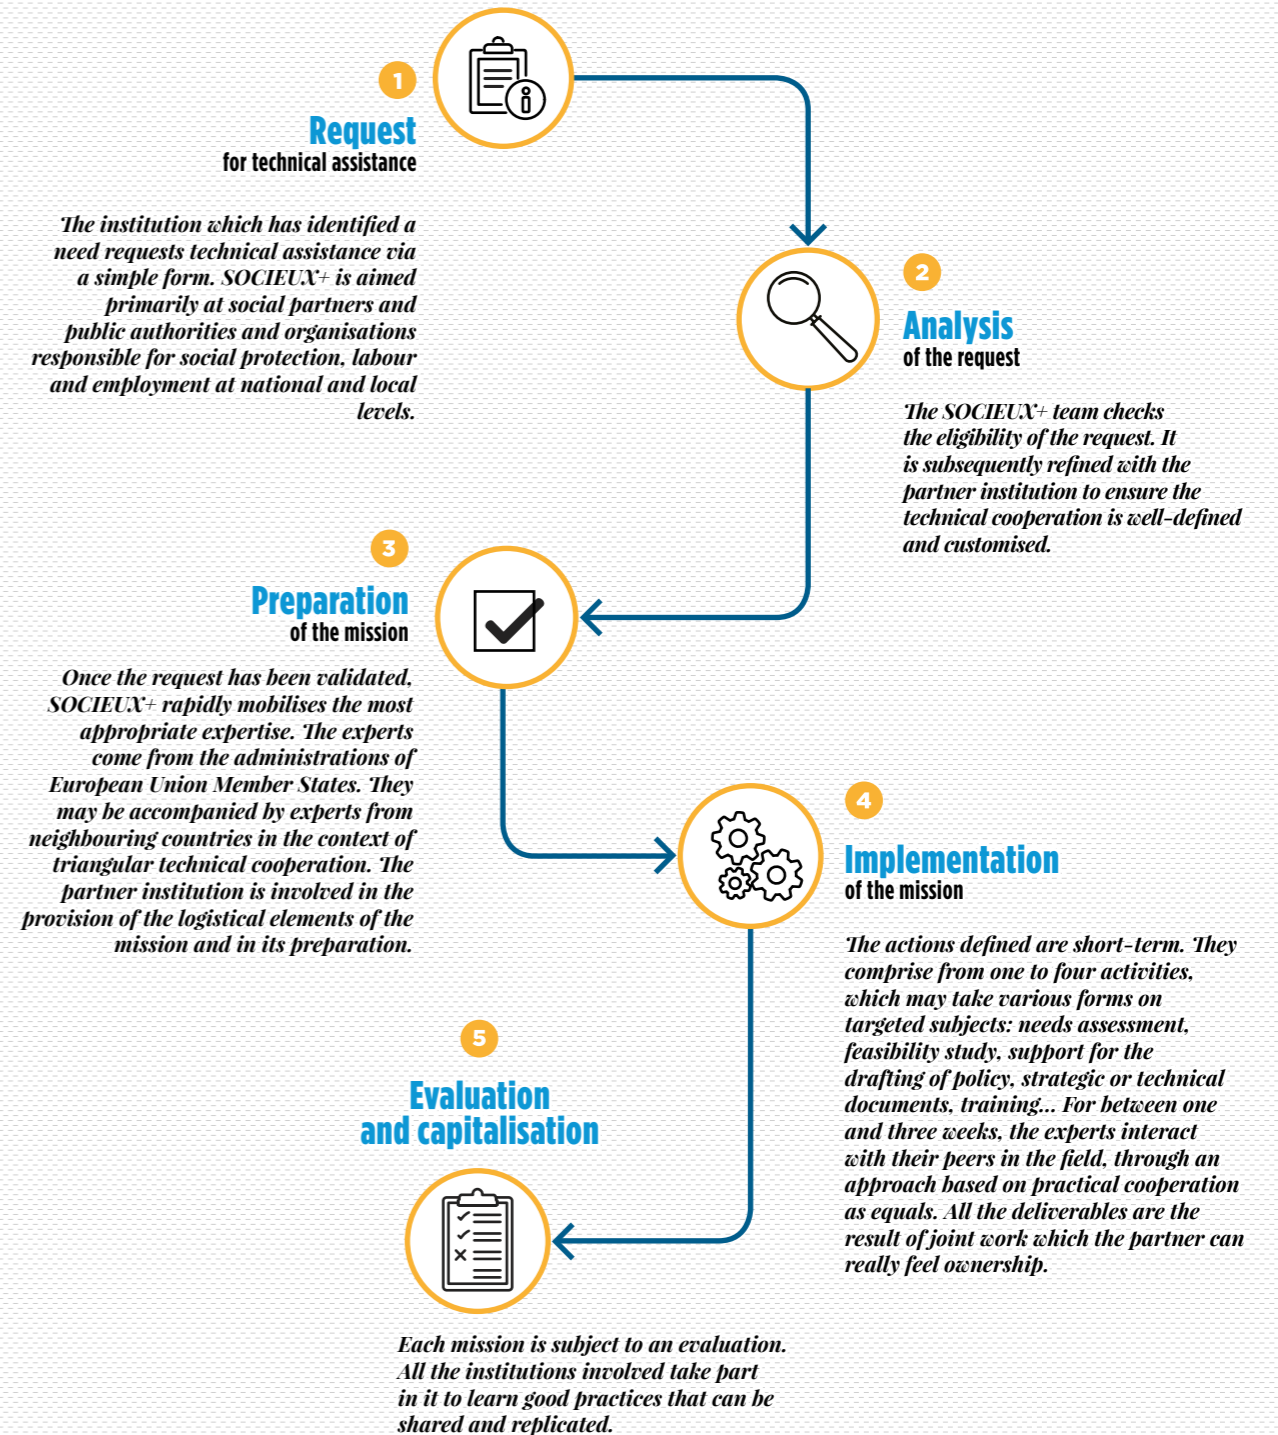 1
Request
for technical assistance
The institution which has identified a
need requests technical assistance via
a simple form. SOCIEUX+ is aimed
primarily at social partners and
public authorities and organisations
responsible for social protection, labour
and employment at national and local
levels.
2
Analysis
of the request
The SOCIEUX+ team checks
the eligibility of the request. It
is subsequently refined with the
partner institution to ensure the
technical cooperation is well-defined
and customised.
3
Preparation
of the mission
Once the request has been validated,
SOCIEUX+ rapidly mobilises the most
appropriate expertise. The experts
come from the administrations of
European Union Member States. They
may be accompanied by experts from
neighbouring countries in the context of
triangular technical cooperation. The
partner institution is involved in the
provision of the logistical elements of the
mission and in its preparation.
4
Implementation
of the mission
The actions defined are short-term. They
comprise from one to four activities,
which may take various forms on
targeted subjects: needs assessment,
feasibility study, support for the
drafting of policy, strategic or technical
documents, training... For between one
and three weeks, the experts interact
with their peers in the field, through an
approach based on practical cooperation
as equals. All the deliverables are the
result of joint work which the partner can
really feel ownership.
5
Evaluation
and capitalisation
Each mission is subject to an evaluation.
All the institutions involved take part
in it to learn good practices that can be
shared and replicated.